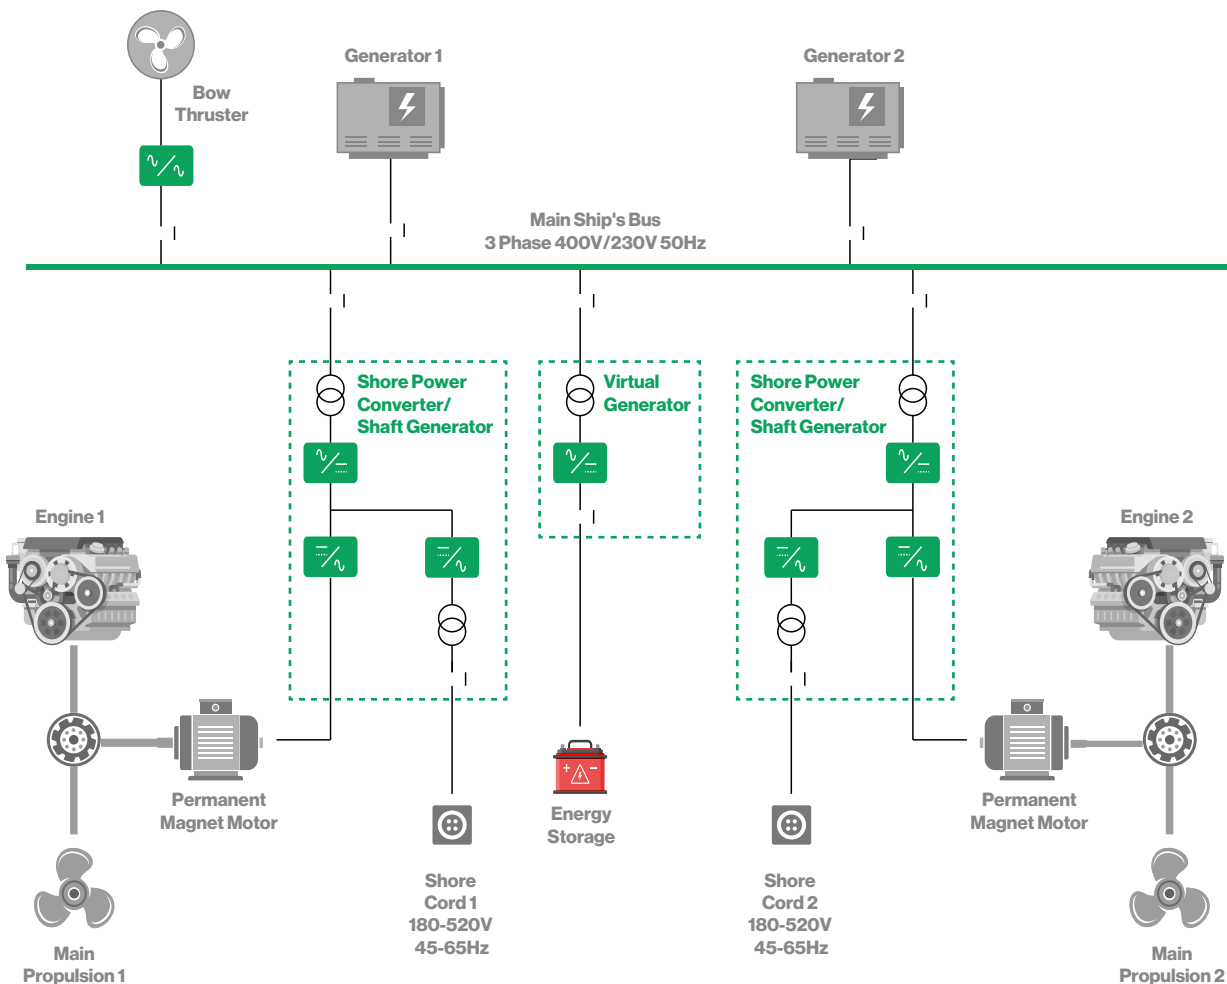 Generator 1
Generator 2
Bow
Thruster
Main Ship's Bus
3 Phase 400V/230V 50Hz
Shore Power
Converter/
Shaft Generator
Virtual
Generator
Shore Power
Converter/
Shaft Generator
Engine 1
Engine 2
Permanent
Magnet Motor
Energy
Storage
Permanent
Magnet Motor
Shore
Cord 1
180-520V
45-65Hz
Shore
Cord 2
180-520V
45-65Hz
Main
Propulsion 1
Main
Propulsion 2